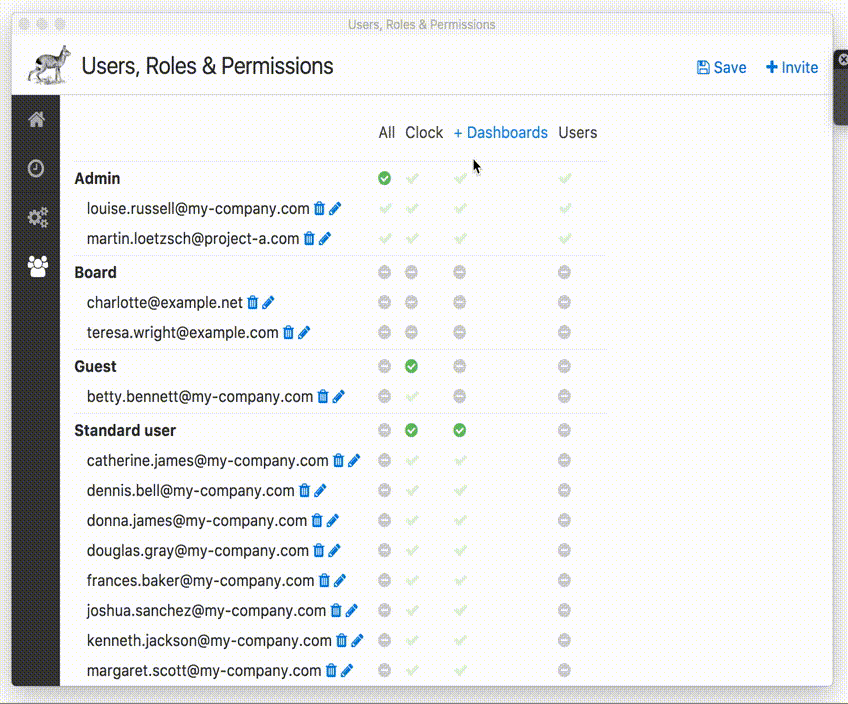 Users, Roles & Permissions
Users, Roles & Permissions
Save
Invite
All Clock + Dashboards Users
Admin
louise.russell@my-company.com
martin.loetzsch@project-a.com
Board
charlotte@example.net
teresa.wright@example.com
Guest
betty.bennett@my-company.com
Standard user
catherine.james@my-company.com
dennis.bell@my-company.com
donna.james@my-company.com
douglas.gray@my-company.com
frances.baker@my-company.com
joshua.sanchez@my-company.com
kenneth.jackson@my-company.com
margaret.scott@my-company.com